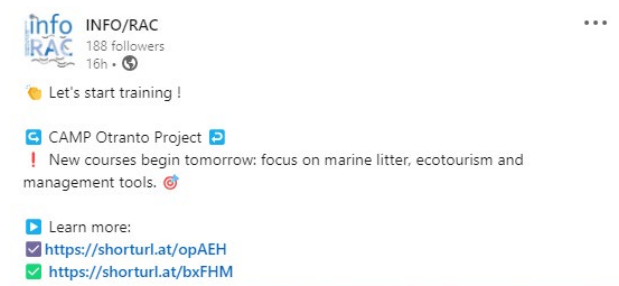 info
RAC
INFO/RAC
188 followers
16h •
👏 Let's start training !
↪️ CAMP Otranto Project ↩️
❗ New courses begin tomorrow: focus on marine litter, ecotourism and
management tools. 🎯
▶️ Learn more:
☑️ https://shorturl.at/opAEH
✅ https://shorturl.at/bxFHM